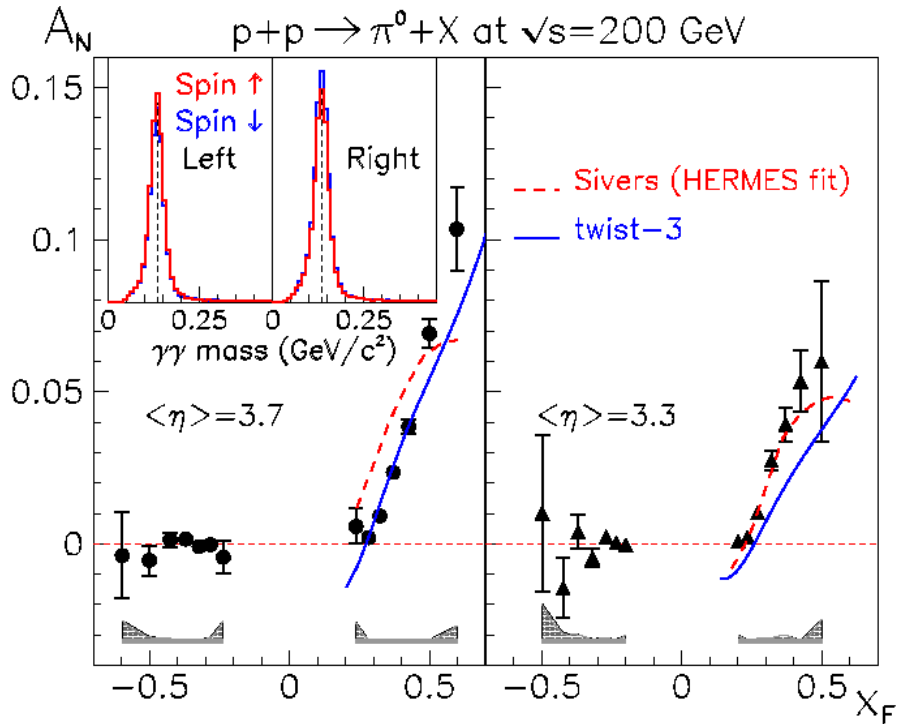 A_N
p+p → π⁰+X at √s=200 GeV
0.15
0.1
0.05
0
Spin ↑
Spin ↓
Left
Right
0
0.25
0
0.25
γγ mass (GeV/c²)
Sivers (HERMES fit)
twist−3
<η>=3.7
<η>=3.3
−0.5
0
0.5
−0.5
0
0.5
x_F